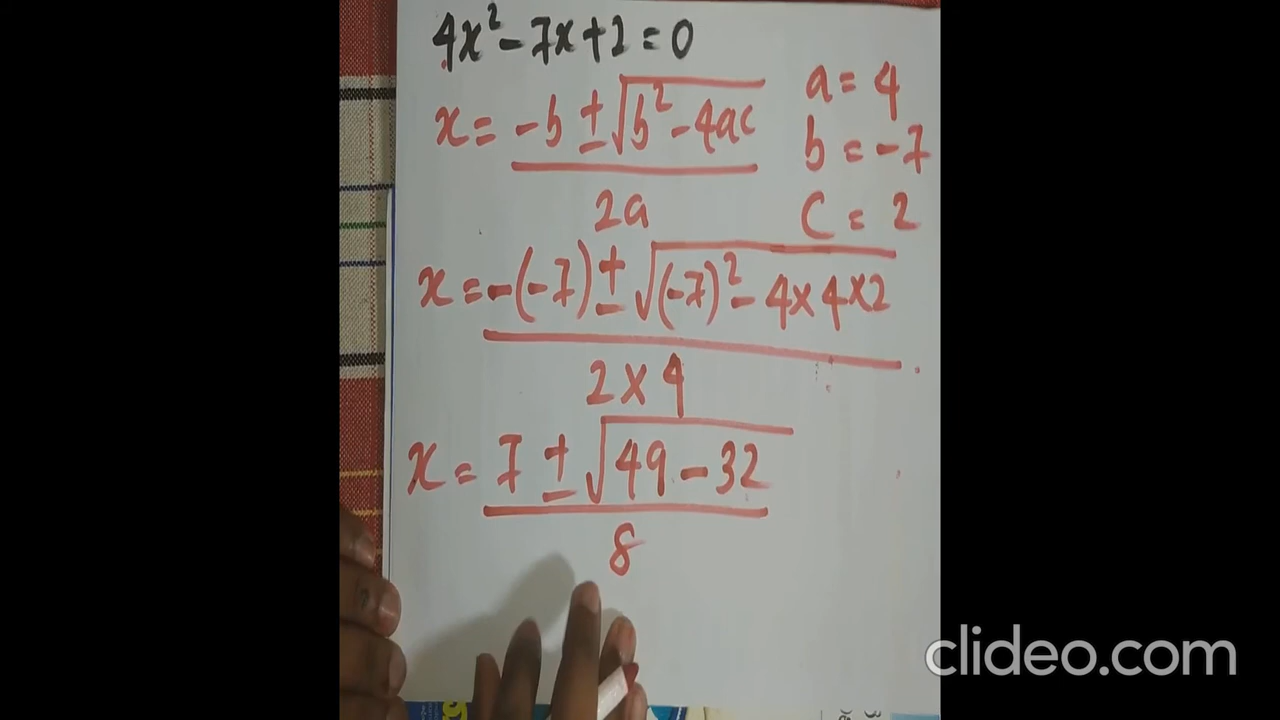 4x² - 7x + 2 = 0
x = -b ± √b² - 4ac a = 4
2a b = -7
c = 2
x = -(-7) ± √(-7)² - 4 × 4 × 2
2 × 4
x = 7 ± √49 - 32
8
clideo.com